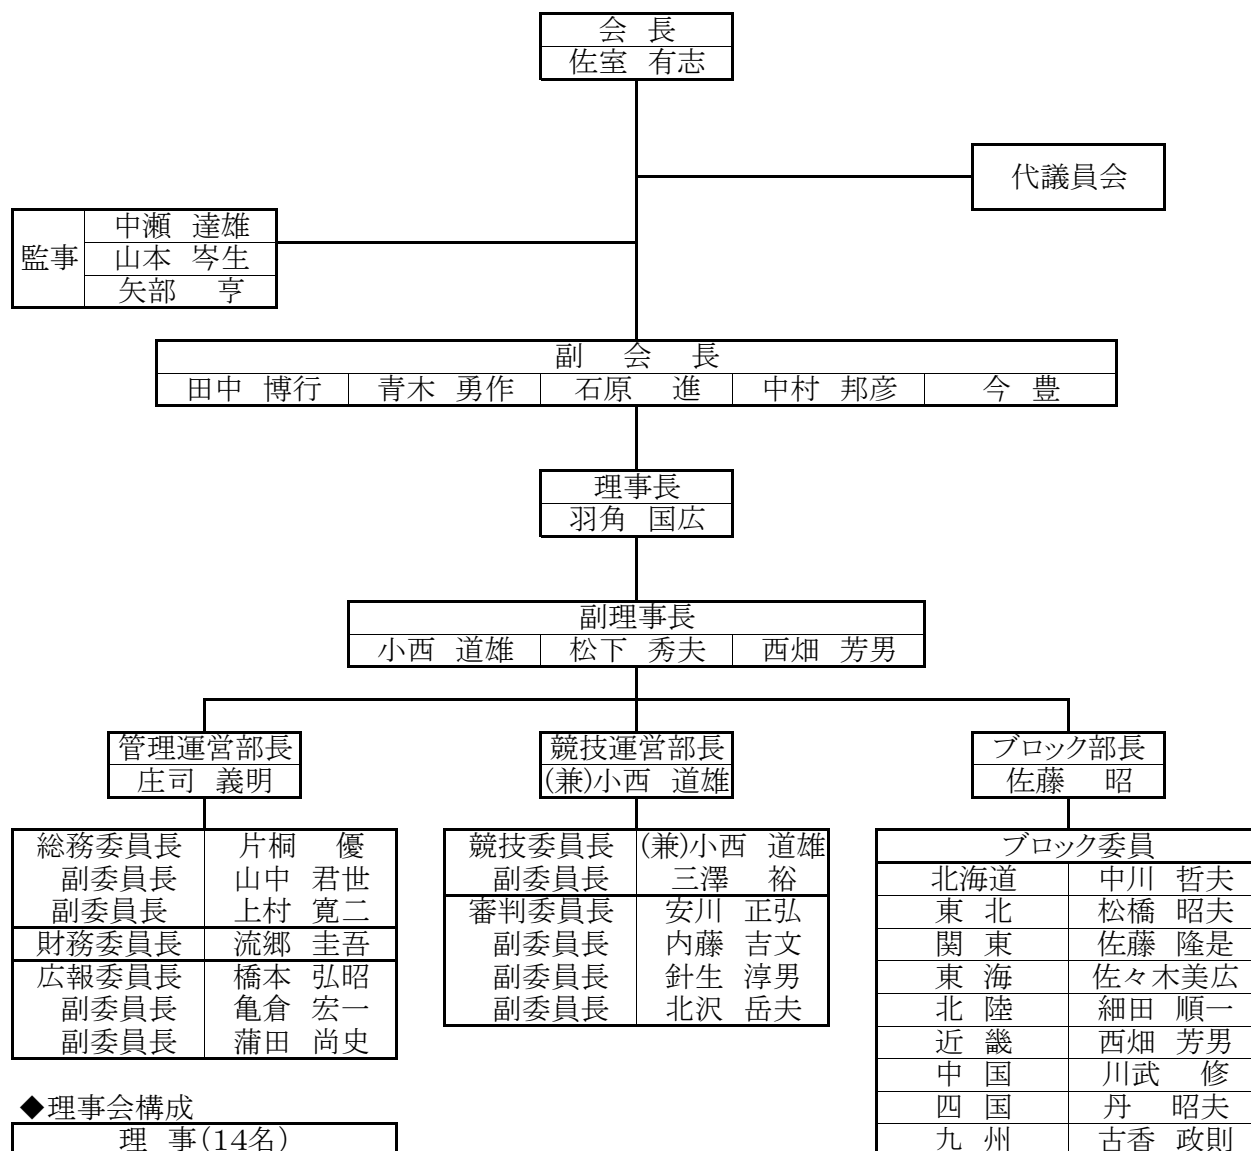 会 長
佐室 有志
代議員会
監事
中瀬 達雄
山本 岑生
矢部 亨
副 会 長
田中 博行 青木 勇作 石原 進 中村 邦彦 今 豊
理事長
羽角 国広
副理事長
小西 道雄 松下 秀夫 西畑 芳男
管理運営部長
庄司 義明
競技運営部長
(兼)小西 道雄
ブロック部長
佐藤 昭
総務委員長 片桐 優
副委員長 山中 君世
副委員長 上村 寛二
財務委員長 流郷 圭吾
広報委員長 橋本 弘昭
副委員長 亀倉 宏一
副委員長 蒲田 尚史
競技委員長 (兼)小西 道雄
副委員長 三澤 裕
審判委員長 安川 正弘
副委員長 内藤 吉文
副委員長 針生 淳男
副委員長 北沢 岳夫
ブロック委員
北海道 中川 哲夫
東 北 松橋 昭夫
関 東 佐藤 隆是
東 海 佐々木美広
北 陸 細田 順一
近 畿 西畑 芳男
中 国 川武 修
四 国 丹 昭夫
九 州 古香 政則
◆理事会構成
理 事(14名)